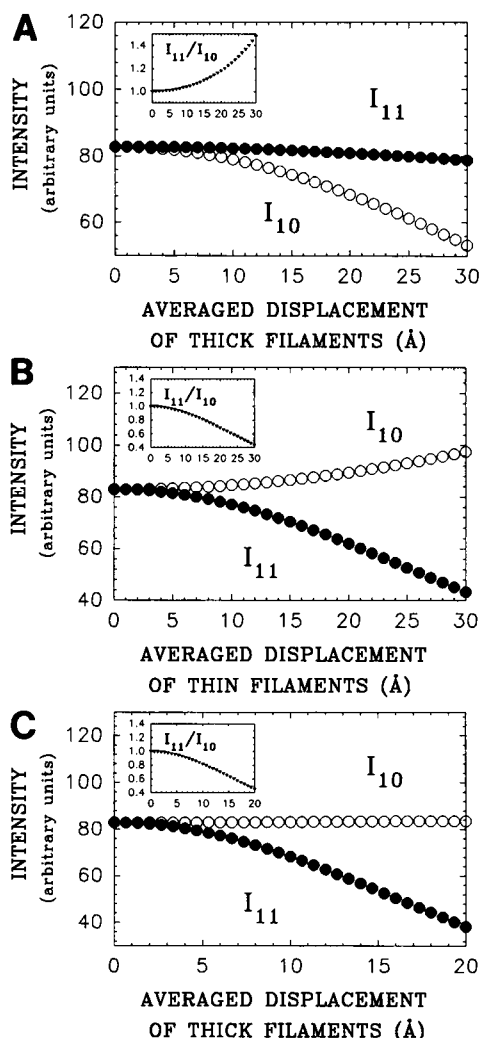 A
INTENSITY
(arbitrary units)
120
100
80
60
I11/I10
1.4
1.2
1.0
0 5 10 15 20 25 30
I11
I10
0 5 10 15 20 25 30
AVERAGED DISPLACEMENT
OF THICK FILAMENTS (Å)
B
INTENSITY
(arbitrary units)
120
100
80
60
40
1.4
1.2
1.0
0.8
0.6
0.4
I11/I10
0 5 10 15 20 25 30
I10
I11
0 5 10 15 20 25 30
AVERAGED DISPLACEMENT
OF THIN FILAMENTS (Å)
C
INTENSITY
(arbitrary units)
120
100
80
60
40
1.4
1.2
1.0
0.8
0.6
0.4
I11/I10
0 5 10 15 20
I10
I11
0 5 10 15 20
AVERAGED DISPLACEMENT
OF THICK FILAMENTS (Å)